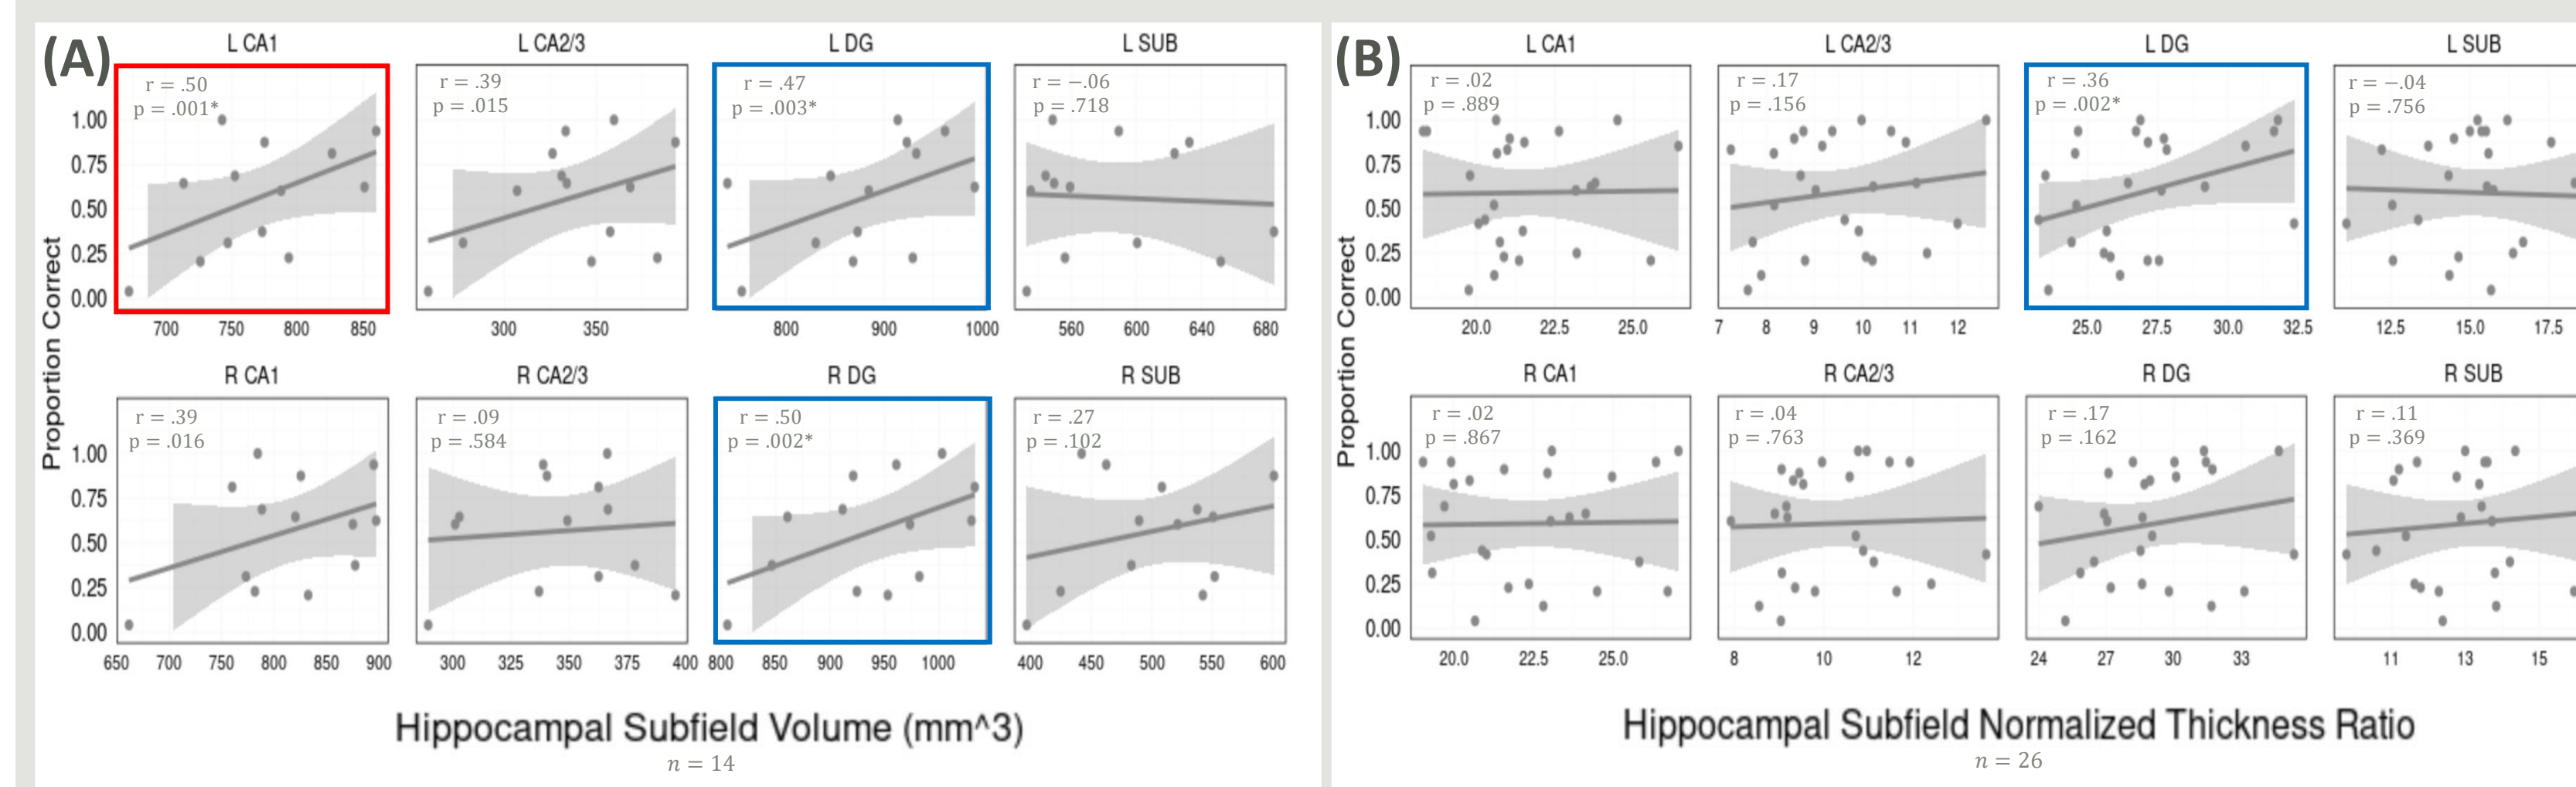 (A)
L CA1
L CA2/3
L DG
L SUB
r = .50
p = .001*
r = .39
p = .015
r = .47
p = .003*
r = −.06
p = .718
1.00
0.75
0.50
0.25
0.00
700 750 800 850
300 350
800 900 1000
560 600 640 680
Proportion Correct
R CA1
R CA2/3
R DG
R SUB
r = .39
p = .016
r = .09
p = .584
r = .50
p = .002*
r = .27
p = .102
1.00
0.75
0.50
0.25
0.00
650 700 750 800 850 900
300 325 350 375 400
800 850 900 950 1000
400 450 500 550 600
Hippocampal Subfield Volume (mm^3)
n = 14
(B)
L CA1
L CA2/3
L DG
L SUB
r = .02
p = .889
r = .17
p = .156
r = .36
p = .002*
r = −.04
p = .756
1.00
0.75
0.50
0.25
0.00
20.0 22.5 25.0
7 8 9 10 11 12
25.0 27.5 30.0 32.5
12.5 15.0 17.5
Proportion Correct
R CA1
R CA2/3
R DG
R SUB
r = .02
p = .867
r = .04
p = .763
r = .17
p = .162
r = .11
p = .369
1.00
0.75
0.50
0.25
0.00
20.0 22.5 25.0
8 10 12
24 27 30 33
11 13 15
Hippocampal Subfield Normalized Thickness Ratio
n = 26